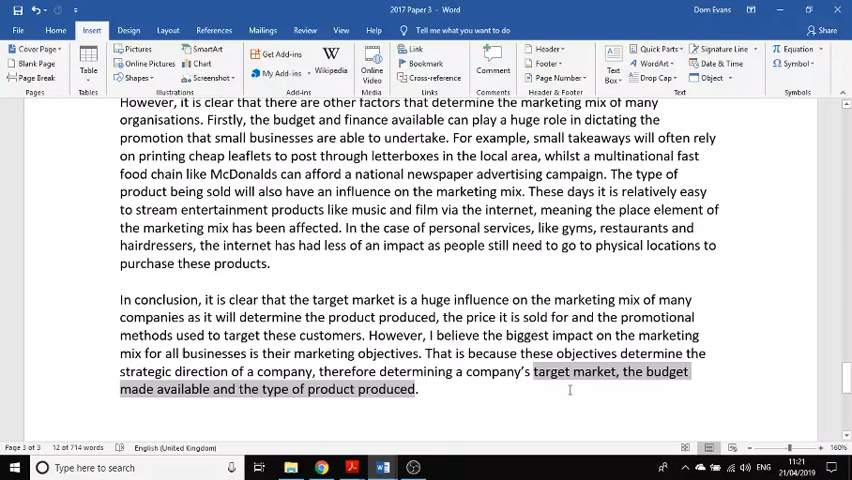 2017 Paper 3 - Word
Dom Evans
File Home Insert Design Layout References Mailings Review View Help Tell me what you want to do Share
Cover Page
Blank Page
Page Break
Pages
Table
Tables
Pictures
Online Pictures
Shapes
SmartArt
Chart
Screenshot
Illustrations
Get Add-ins
My Add-ins
Wikipedia
Add-ins
Online Video
Media
Link
Bookmark
Cross-reference
Links
Comment
Comments
Header
Footer
Page Number
Header & Footer
Text Box
Quick Parts
WordArt
Drop Cap
Signature Line
Date & Time
Object
Text
Equation
Symbol
Symbols
However, it is clear that there are other factors that determine the marketing mix of many
organisations. Firstly, the budget and finance available can play a huge role in dictating the
promotion that small businesses are able to undertake. For example, small takeaways will often rely
on printing cheap leaflets to post through letterboxes in the local area, whilst a multinational fast
food chain like McDonalds can afford a national newspaper advertising campaign. The type of
product being sold will also have an influence on the marketing mix. These days it is relatively easy
to stream entertainment products like music and film via the internet, meaning the place element of
the marketing mix has been affected. In the case of personal services, like gyms, restaurants and
hairdressers, the internet has had less of an impact as people still need to go to physical locations to
purchase these products.
In conclusion, it is clear that the target market is a huge influence on the marketing mix of many
companies as it will determine the product produced, the price it is sold for and the promotional
methods used to target these customers. However, I believe the biggest impact on the marketing
mix for all businesses is their marketing objectives. That is because these objectives determine the
strategic direction of a company, therefore determining a company's target market, the budget
made available and the type of product produced.
Page 3 of 3 12 of 714 words English (United Kingdom) 160%
Type here to search
ENG
11:21
21/04/2019